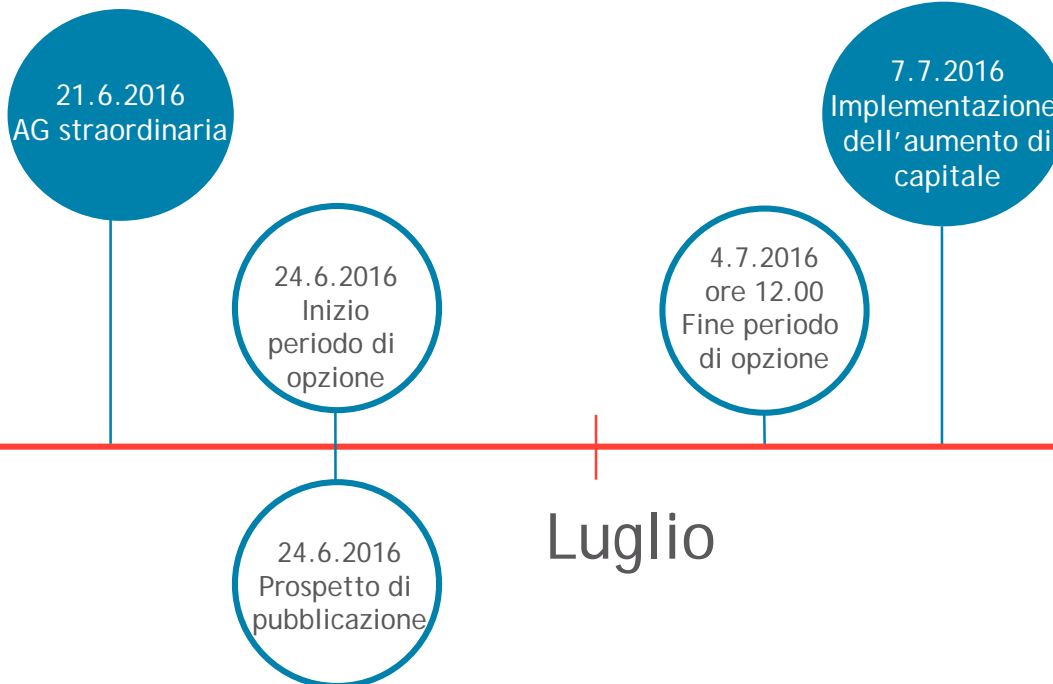 21.6.2016
AG straordinaria
24.6.2016
Inizio
periodo di
opzione
24.6.2016
Prospetto di
pubblicazione
Luglio
4.7.2016
ore 12.00
Fine periodo
di opzione
7.7.2016
Implementazione
dell’aumento di
capitale